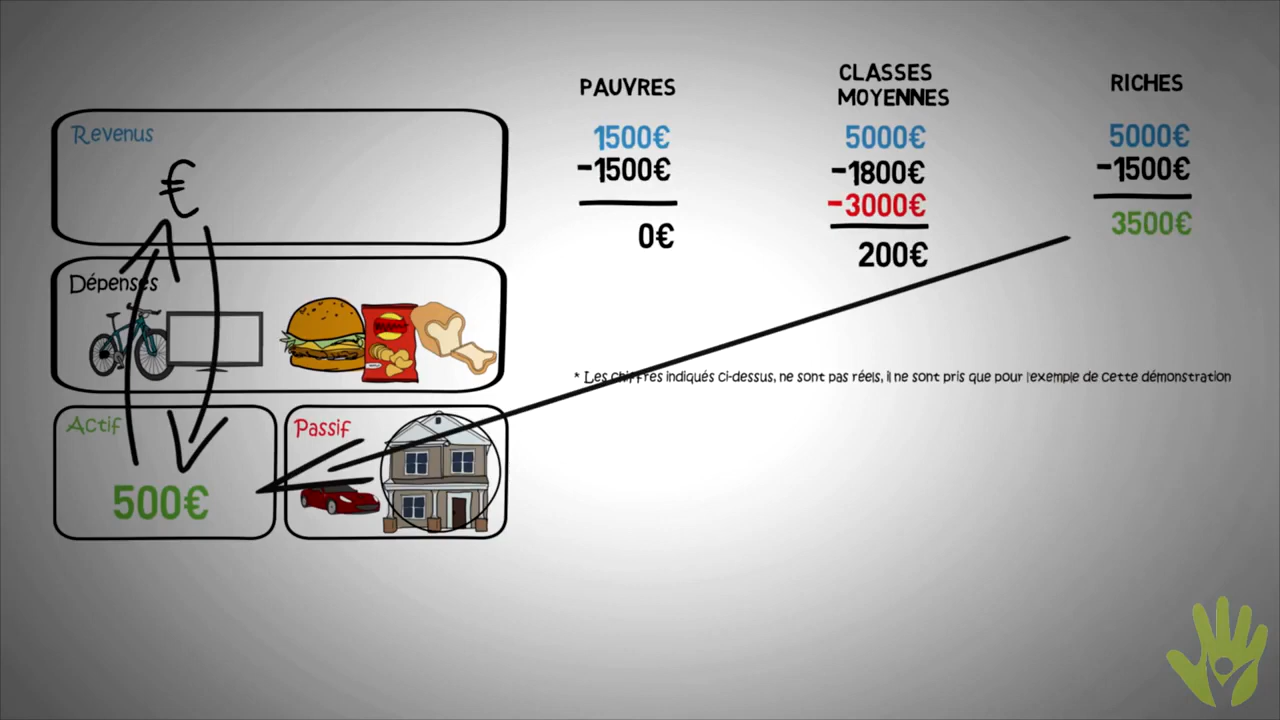 Revenus
€
Dépenses
Actif
500€
Passif
PAUVRES
1500€
-1500€
0€
CLASSES
MOYENNES
5000€
-1800€
-3000€
200€
RICHES
5000€
-1500€
3500€
* Les chiffres indiqués ci-dessus, ne sont pas réels, il ne sont pris que pour l'exemple de cette démonstration